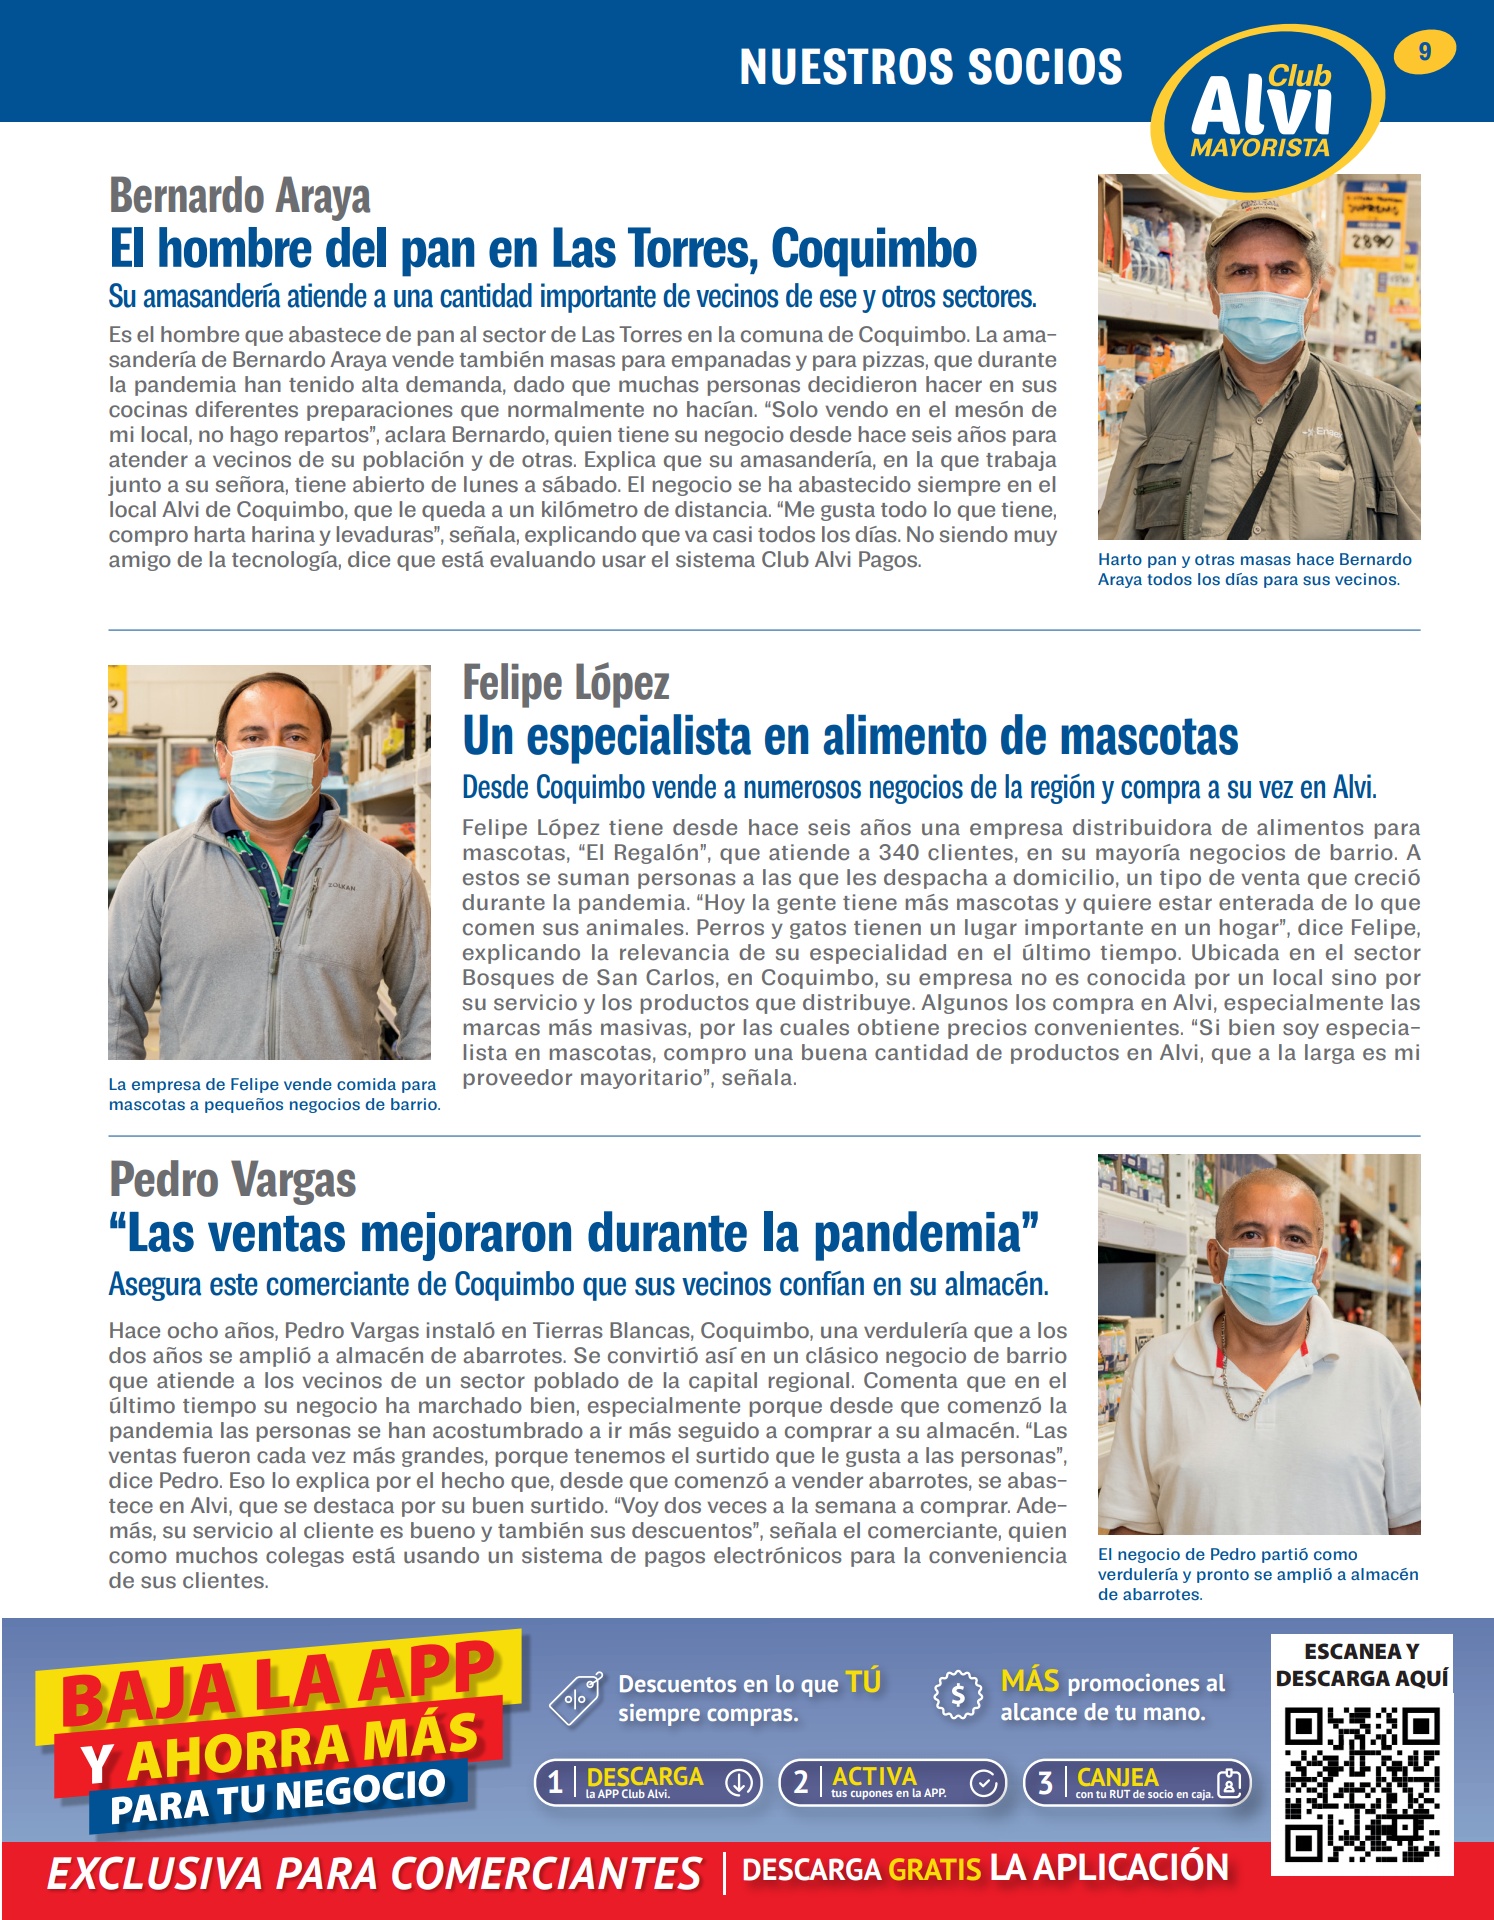 NUESTROS SOCIOS
Club
Alvi
MAYORISTA
9
Bernardo Araya
El hombre del pan en Las Torres, Coquimbo
Su amasandería atiende a una cantidad importante de vecinos de ese y otros sectores.
Es el hombre que abastece de pan al sector de Las Torres en la comuna de Coquimbo. La ama-
sandería de Bernardo Araya vende también masas para empanadas y para pizzas, que durante
la pandemia han tenido alta demanda, dado que muchas personas decidieron hacer en sus
cocinas diferentes preparaciones que normalmente no hacían. “Solo vendo en el mesón de
mi local, no hago repartos”, aclara Bernardo, quien tiene su negocio desde hace seis años para
atender a vecinos de su población y de otras. Explica que su amasandería, en la que trabaja
junto a su señora, tiene abierto de lunes a sábado. El negocio se ha abastecido siempre en el
local Alvi de Coquimbo, que le queda a un kilómetro de distancia. “Me gusta todo lo que tiene,
compro harta harina y levaduras”, señala, explicando que va casi todos los días. No siendo muy
amigo de la tecnología, dice que está evaluando usar el sistema Club Alvi Pagos.
2890
Harto pan y otras masas hace Bernardo
Araya todos los días para sus vecinos.
ZOLKAN
La empresa de Felipe vende comida para
mascotas a pequeños negocios de barrio.
Felipe López
Un especialista en alimento de mascotas
Desde Coquimbo vende a numerosos negocios de la región y compra a su vez en Alvi.
Felipe López tiene desde hace seis años una empresa distribuidora de alimentos para
mascotas, “El Regalón”, que atiende a 340 clientes, en su mayoría negocios de barrio. A
estos se suman personas a las que les despacha a domicilio, un tipo de venta que creció
durante la pandemia. “Hoy la gente tiene más mascotas y quiere estar enterada de lo que
comen sus animales. Perros y gatos tienen un lugar importante en un hogar”, dice Felipe,
explicando la relevancia de su especialidad en el último tiempo. Ubicada en el sector
Bosques de San Carlos, en Coquimbo, su empresa no es conocida por un local sino por
su servicio y los productos que distribuye. Algunos los compra en Alvi, especialmente las
marcas más masivas, por las cuales obtiene precios convenientes. “Si bien soy especia-
lista en mascotas, compro una buena cantidad de productos en Alvi, que a la larga es mi
proveedor mayoritario”, señala.
Pedro Vargas
“Las ventas mejoraron durante la pandemia”
Asegura este comerciante de Coquimbo que sus vecinos confían en su almacén.
Hace ocho años, Pedro Vargas instaló en Tierras Blancas, Coquimbo, una verdulería que a los
dos años se amplió a almacén de abarrotes. Se convirtió así en un clásico negocio de barrio
que atiende a los vecinos de un sector poblado de la capital regional. Comenta que en el
último tiempo su negocio ha marchado bien, especialmente porque desde que comenzó la
pandemia las personas se han acostumbrado a ir más seguido a comprar a su almacén. “Las
ventas fueron cada vez más grandes, porque tenemos el surtido que le gusta a las personas”,
dice Pedro. Eso lo explica por el hecho que, desde que comenzó a vender abarrotes, se abas-
tece en Alvi, que se destaca por su buen surtido. “Voy dos veces a la semana a comprar. Ade-
más, su servicio al cliente es bueno y también sus descuentos”, señala el comerciante, quien
como muchos colegas está usando un sistema de pagos electrónicos para la conveniencia
de sus clientes.
El negocio de Pedro partió como
verdulería y pronto se amplió a almacén
de abarrotes.
BAJA LA APP
Y AHORRA MÁS
PARA TU NEGOCIO
Descuentos en lo que TÚ
siempre compras.
MÁS promociones al
alcance de tu mano.
1 DESCARGA
la APP Club Alvi.
2 ACTIVA
tus cupones en la APP.
3 CANJEA
con tu RUT de socio en caja.
ESCANEA Y
DESCARGA AQUÍ
EXCLUSIVA PARA COMERCIANTES
DESCARGA GRATIS LA APLICACIÓN